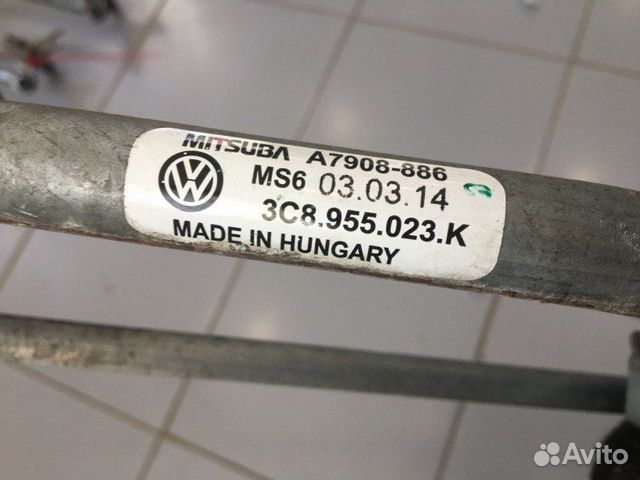 MITSUBA A7908-886
MS6 03.03.14
3C8.955.023.K
MADE IN HUNGARY
Avito